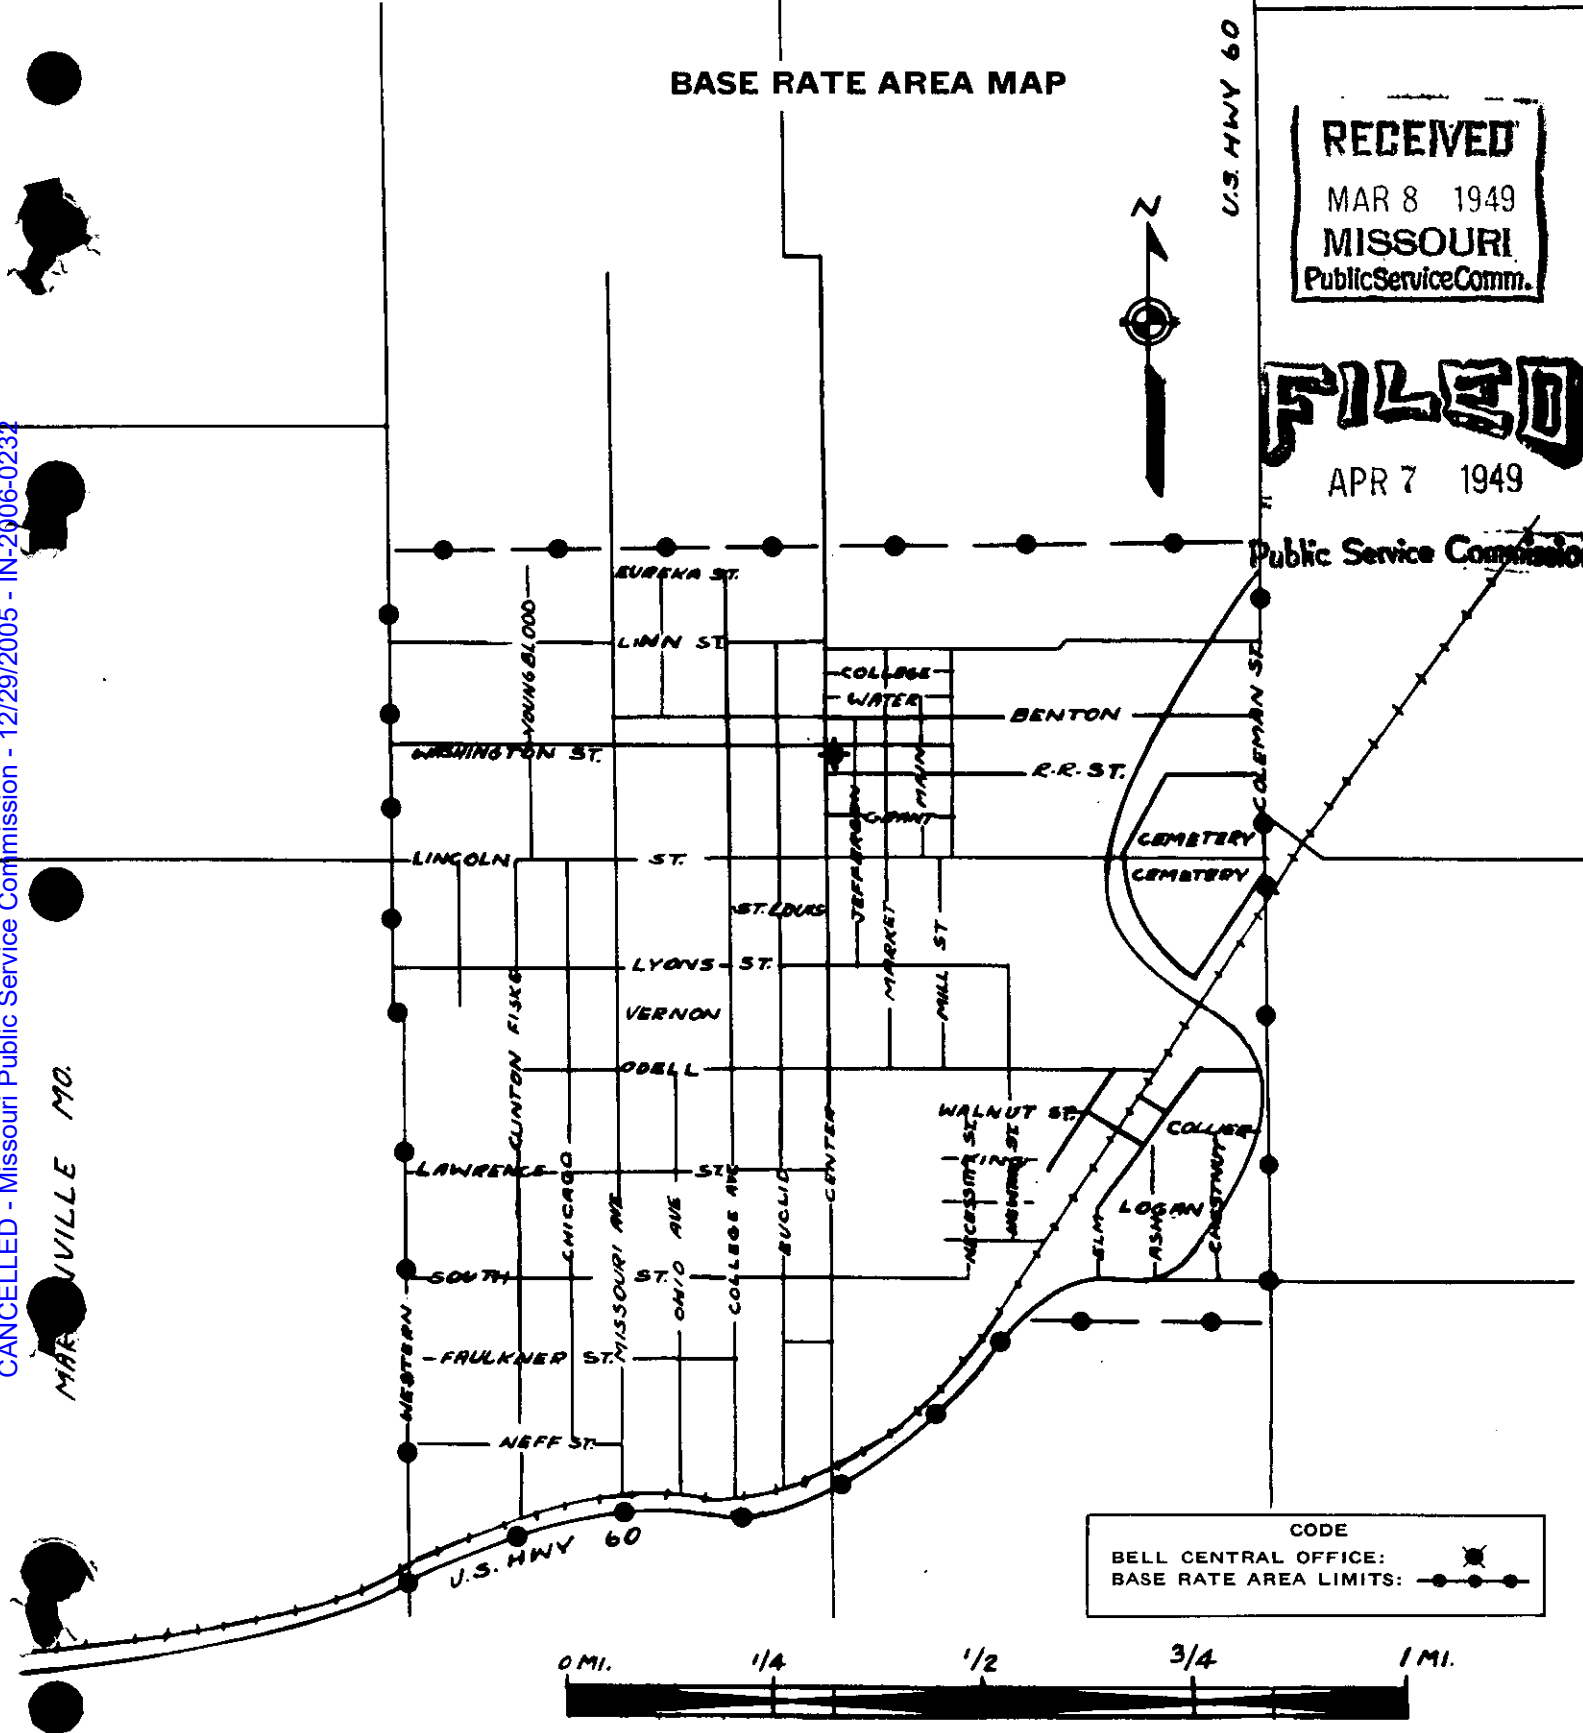 BASE RATE AREA MAP
U.S. HWY 60
RECEIVED
MAR 8 1949
MISSOURI
Public Service Comm.
N
FILED
APR 7 1949
Public Service Commission
CANCELLED - Missouri Public Service Commission - 12/29/2005 - IN-2006-0232
EUREKA ST.
YOUNGBLOOD
LINN ST
COLLEGE
WATER
BENTON
COLEMAN ST.
WASHINGTON ST.
MAIN
R.R. ST.
JEFFERSON
GRANT
CEMETERY
LINCOLN ST.
CEMETERY
ST. LOUIS
MARKET
MILL ST
LYONS ST.
CLINTON FISKE
VERNON
ODELL
MO.
WALNUT ST.
COLLIER
NECESSITY ST.
KING
LAWRENCE ST.
CHICAGO
MISSOURI AVE
OHIO AVE
COLLEGE AVE
EUCLID
CENTER
LOGAN
ELM
ASH
CHESTNUT
SOUTH ST.
WESTERN
FAULKNER ST.
NEFF ST.
U.S. HWY 60
CODE
BELL CENTRAL OFFICE:
BASE RATE AREA LIMITS:
0 MI. 1/4 1/2 3/4 1 MI.